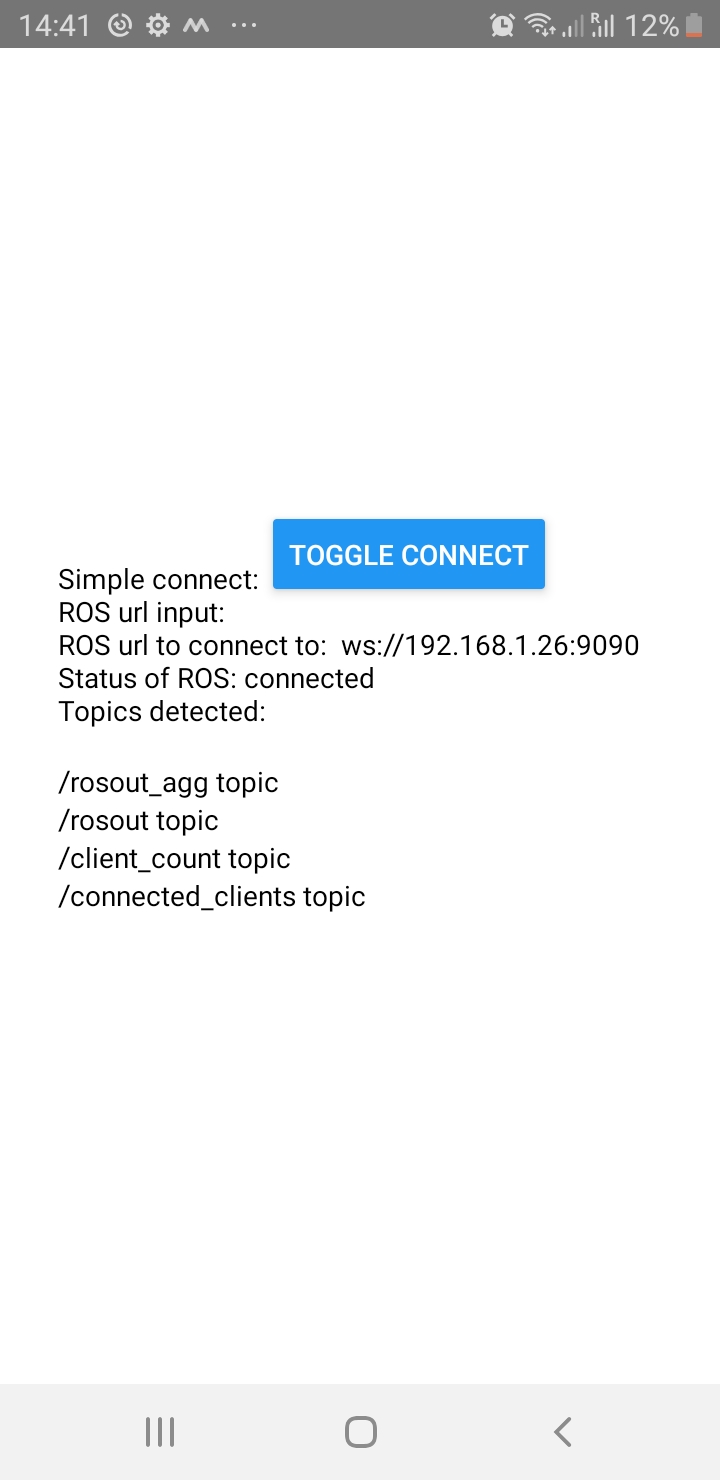 14:41 ... R 12%
TOGGLE CONNECT
Simple connect:
ROS url input:
ROS url to connect to: ws://192.168.1.26:9090
Status of ROS: connected
Topics detected:
/rosout_agg topic
/rosout topic
/client_count topic
/connected_clients topic